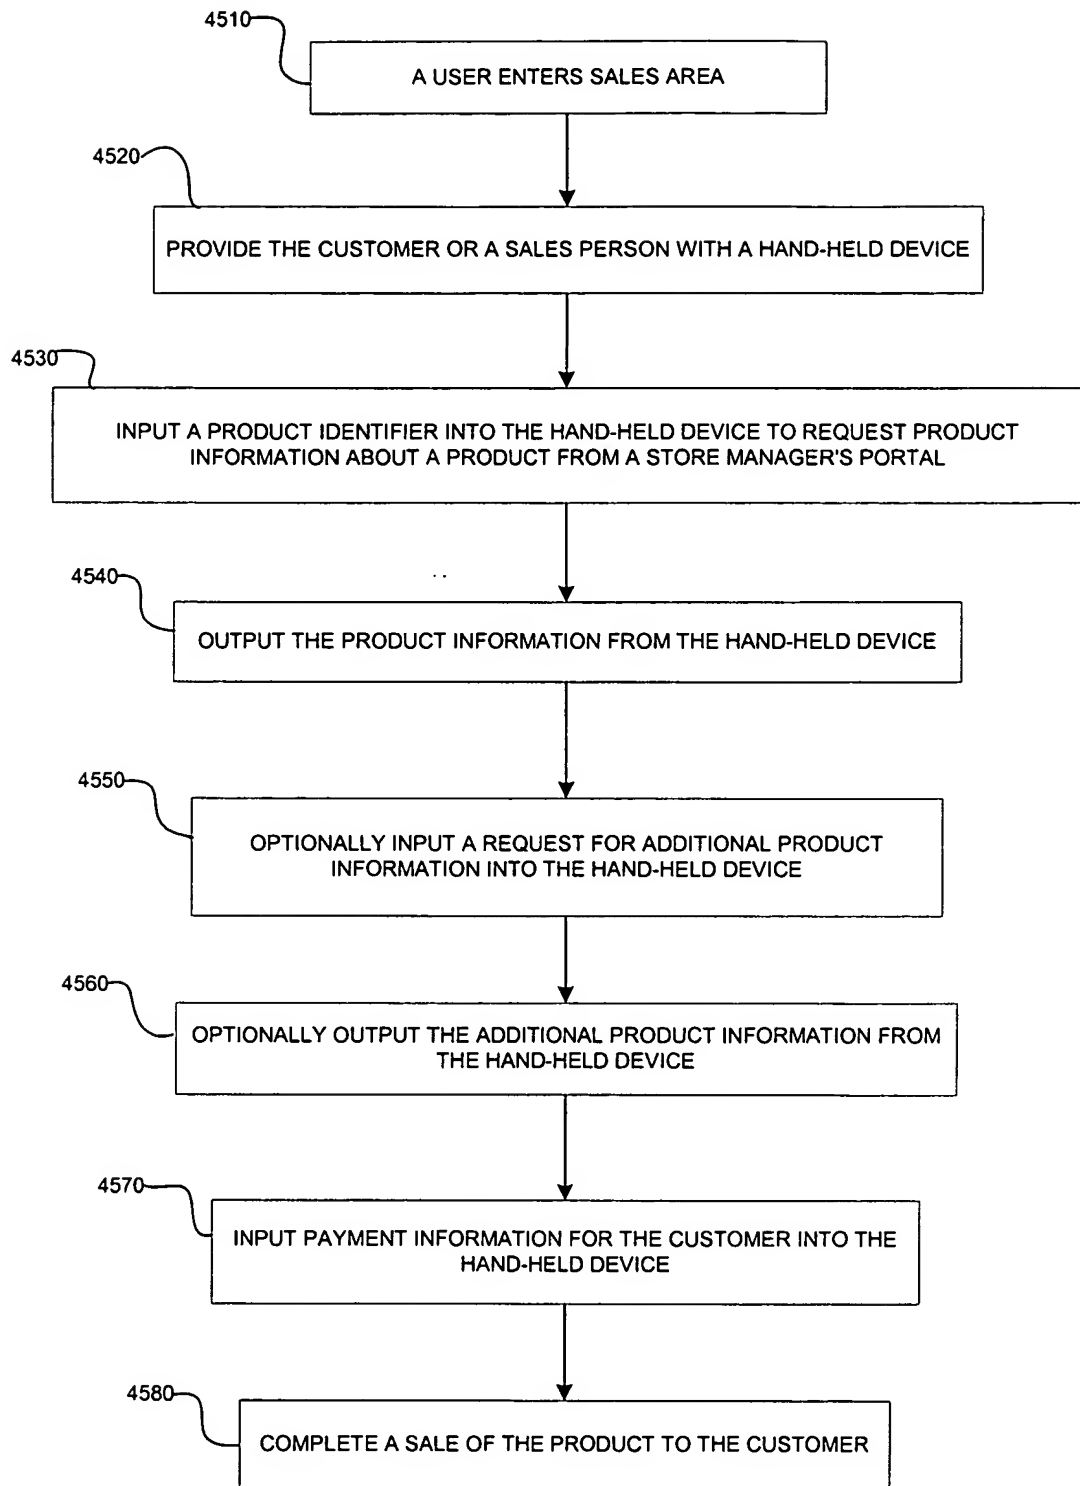 4510
A USER ENTERS SALES AREA
4520
PROVIDE THE CUSTOMER OR A SALES PERSON WITH A HAND-HELD DEVICE
4530
INPUT A PRODUCT IDENTIFIER INTO THE HAND-HELD DEVICE TO REQUEST PRODUCT
INFORMATION ABOUT A PRODUCT FROM A STORE MANAGER'S PORTAL
4540
OUTPUT THE PRODUCT INFORMATION FROM THE HAND-HELD DEVICE
4550
OPTIONALLY INPUT A REQUEST FOR ADDITIONAL PRODUCT
INFORMATION INTO THE HAND-HELD DEVICE
4560
OPTIONALLY OUTPUT THE ADDITIONAL PRODUCT INFORMATION FROM
THE HAND-HELD DEVICE
4570
INPUT PAYMENT INFORMATION FOR THE CUSTOMER INTO THE
HAND-HELD DEVICE
4580
COMPLETE A SALE OF THE PRODUCT TO THE CUSTOMER